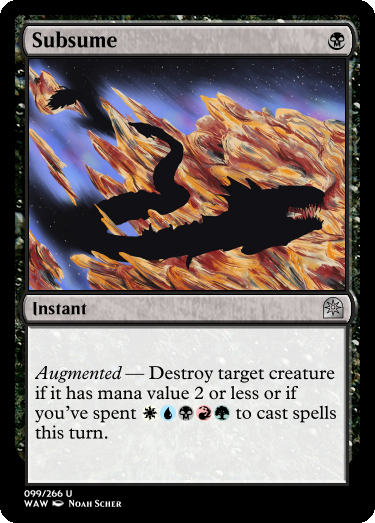 Subsume
Instant
Augmented — Destroy target creature
if it has mana value 2 or less or if
you've spent to cast spells
this turn.
099/266 U
WAW Noah Scher